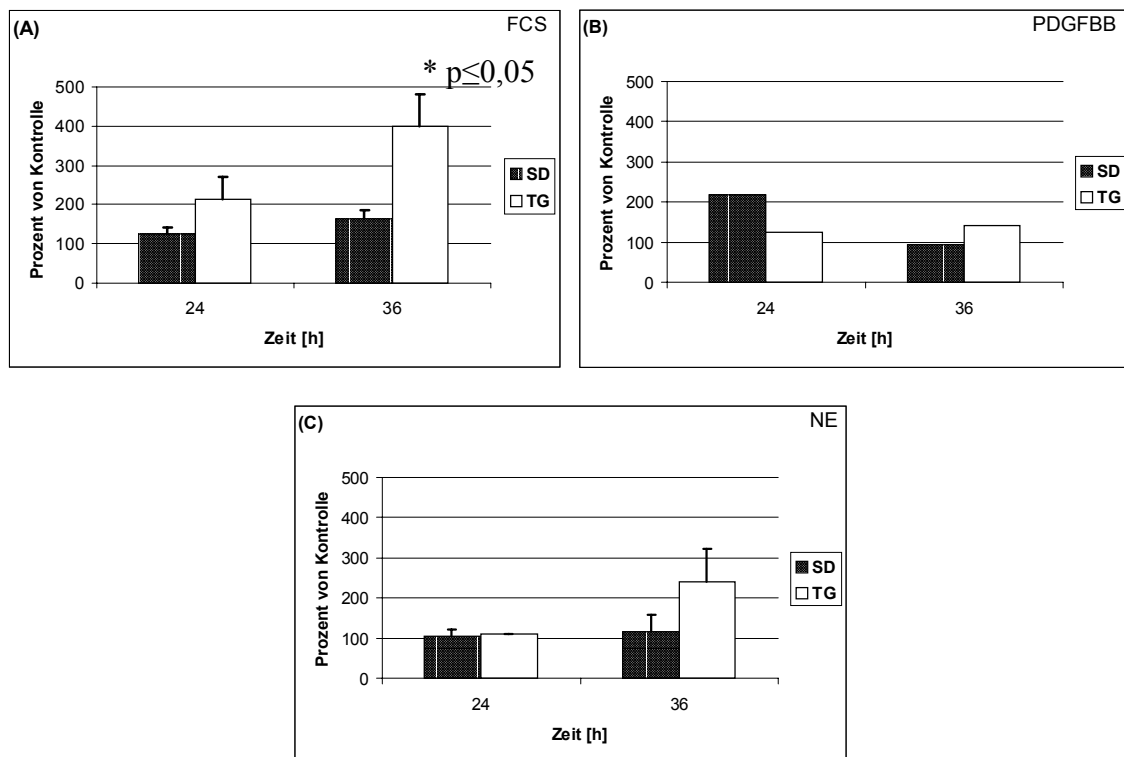 (A) FCS
* p≤0,05
500
400
300
200
100
0
Prozent von Kontrolle
24 36
Zeit [h]
SD
TG
(B) PDGFBB
500
400
300
200
100
0
Prozent von Kontrolle
24 36
Zeit [h]
SD
TG
(C) NE
500
400
300
200
100
0
Prozent von Kontrolle
24 36
Zeit [h]
SD
TG